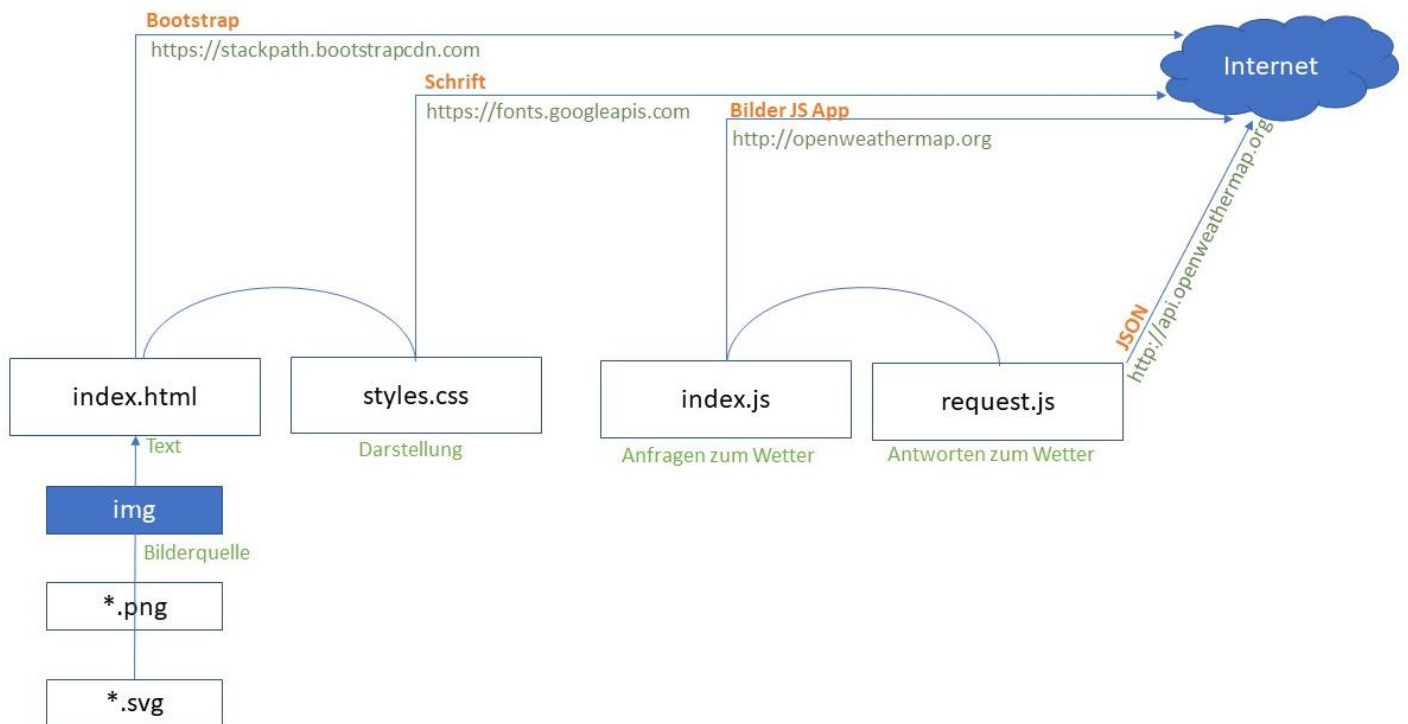 Bootstrap
https://stackpath.bootstrapcdn.com
Internet
Schrift
https://fonts.googleapis.com
Bilder JS App
http://openweathermap.org
JSON
http://api.openweathermap.org
index.html
styles.css
index.js
request.js
Text
Darstellung
Anfragen zum Wetter
Antworten zum Wetter
img
Bilderquelle
*.png
*.svg